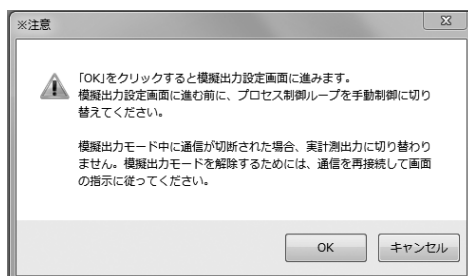 ※注意
「OK」をクリックすると模擬出力設定画面に進みます。
模擬出力設定画面に進む前に、プロセス制御ループを手動制御に切り
替えてください。
模擬出力モード中に通信が切断された場合、実計測出力に切り替わり
ません。模擬出力モードを解除するためには、通信を再接続して画面
の指示に従ってください。
OK
キャンセル